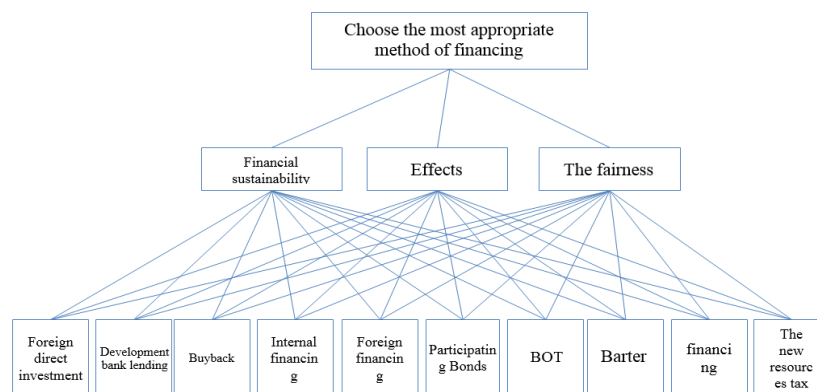 Choose the most appropriate
method of financing
Financial
sustainability
Effects
The fairness
Foreign
direct
investment
Development
bank lending
Buyback
Internal
financin
g
Foreign
financin
g
Participatin
g Bonds
BOT
Barter
financi
ng
The
new
resourc
es tax